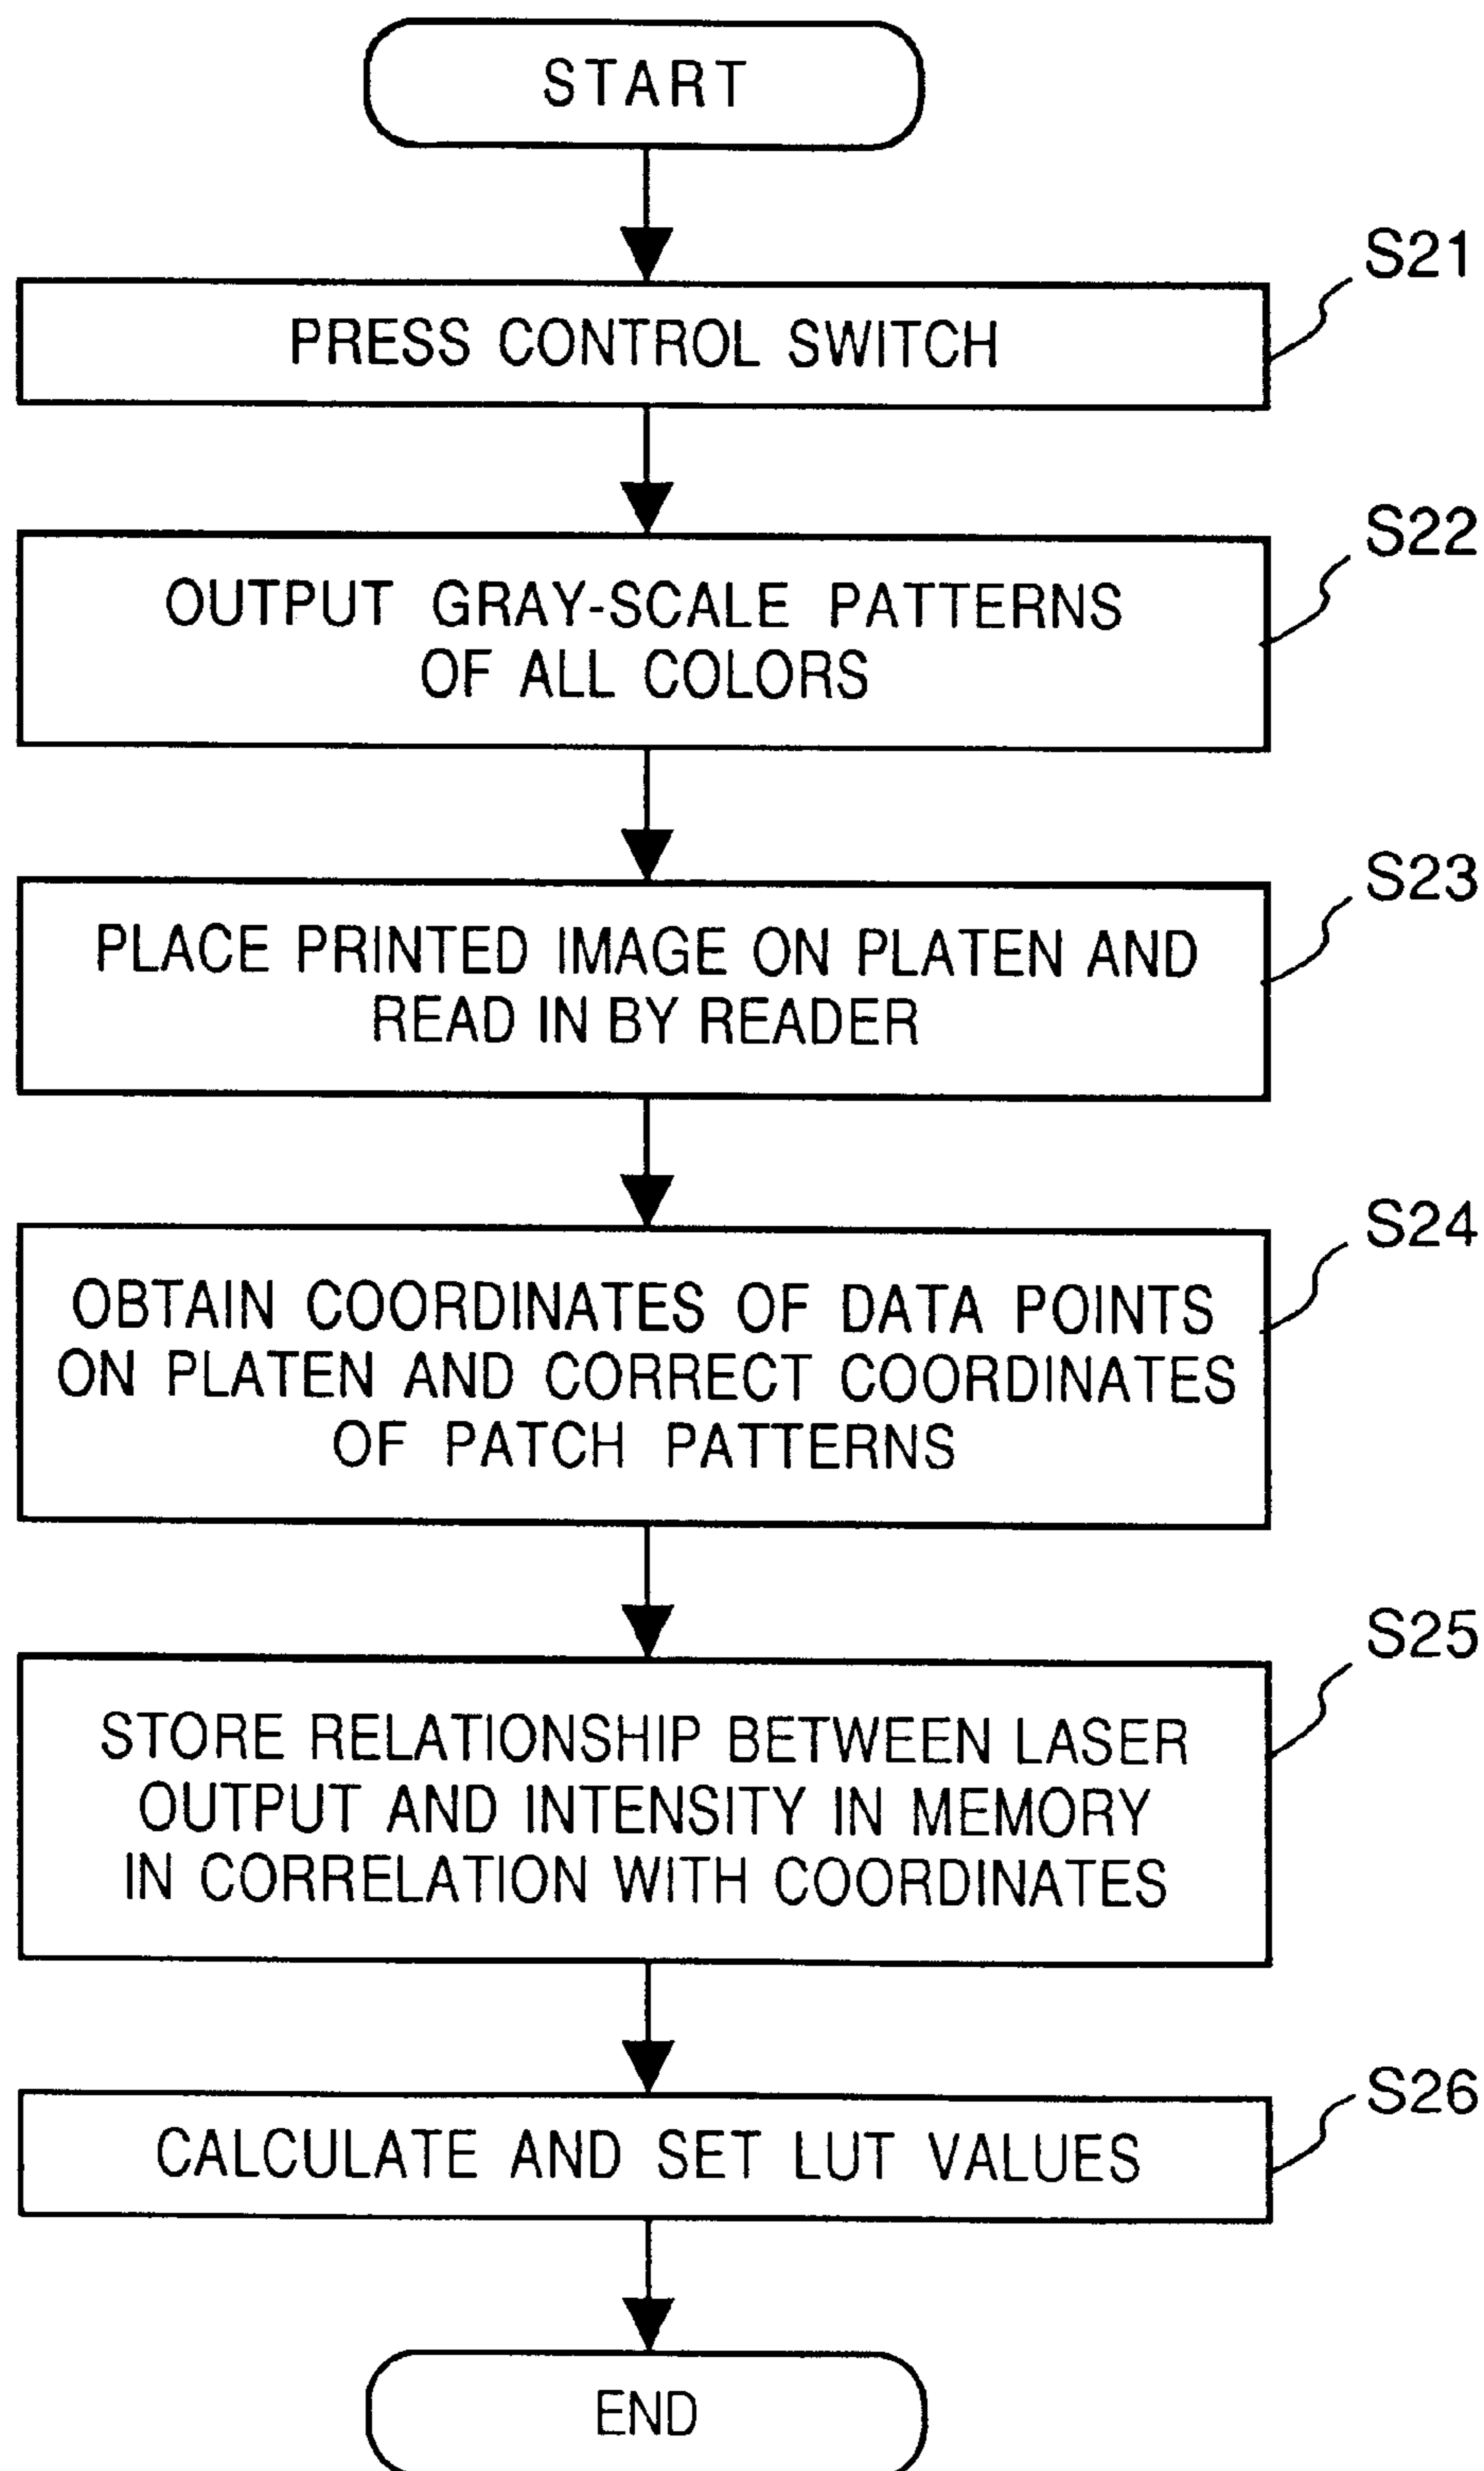 START
S21
PRESS CONTROL SWITCH
S22
OUTPUT GRAY-SCALE PATTERNS
OF ALL COLORS
S23
PLACE PRINTED IMAGE ON PLATEN AND
READ IN BY READER
S24
OBTAIN COORDINATES OF DATA POINTS
ON PLATEN AND CORRECT COORDINATES
OF PATCH PATTERNS
S25
STORE RELATIONSHIP BETWEEN LASER
OUTPUT AND INTENSITY IN MEMORY
IN CORRELATION WITH COORDINATES
S26
CALCULATE AND SET LUT VALUES
END